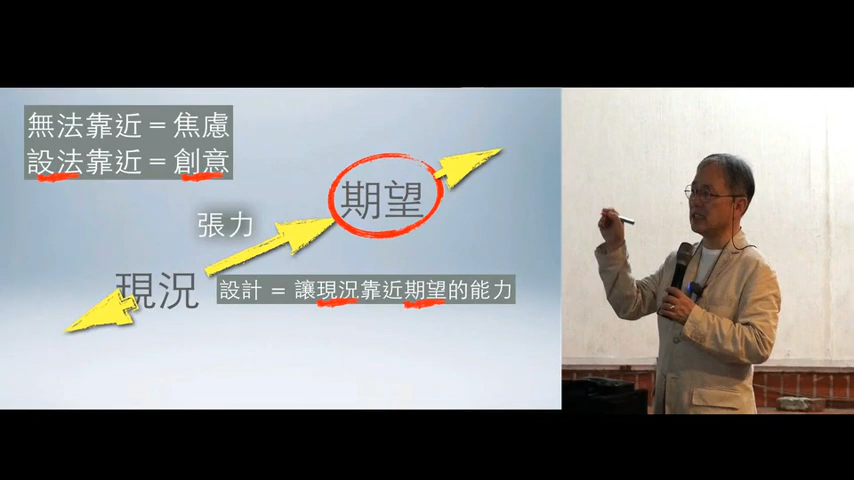 無法靠近=焦慮
設法靠近=創意
期望
張力
現況
設計 = 讓現況靠近期望的能力